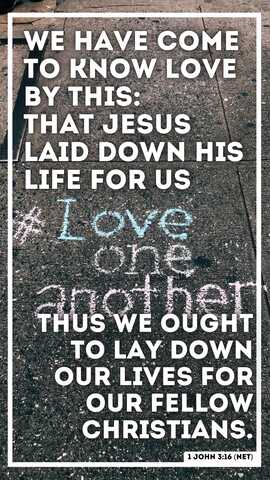 WE HAVE COME
TO KNOW LOVE
BY THIS:
THAT JESUS
LAID DOWN HIS
LIFE FOR US
#Love
one
another
THUS WE OUGHT
TO LAY DOWN
OUR LIVES FOR
OUR FELLOW
CHRISTIANS.
1 JOHN 3:16 (NET)